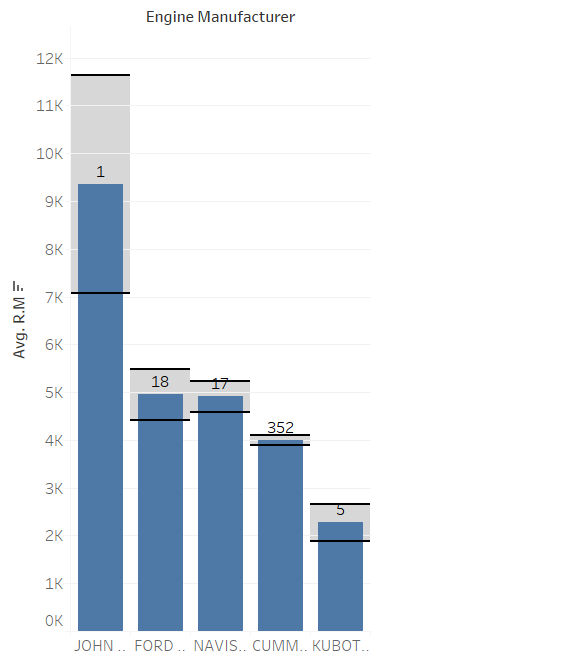 Engine Manufacturer
12K
11K
10K
9K
8K
7K
6K
5K
4K
3K
2K
1K
0K
Avg. R.M
1
18
17
352
5
JOHN .. FORD .. NAVIS.. CUMM.. KUBOT..